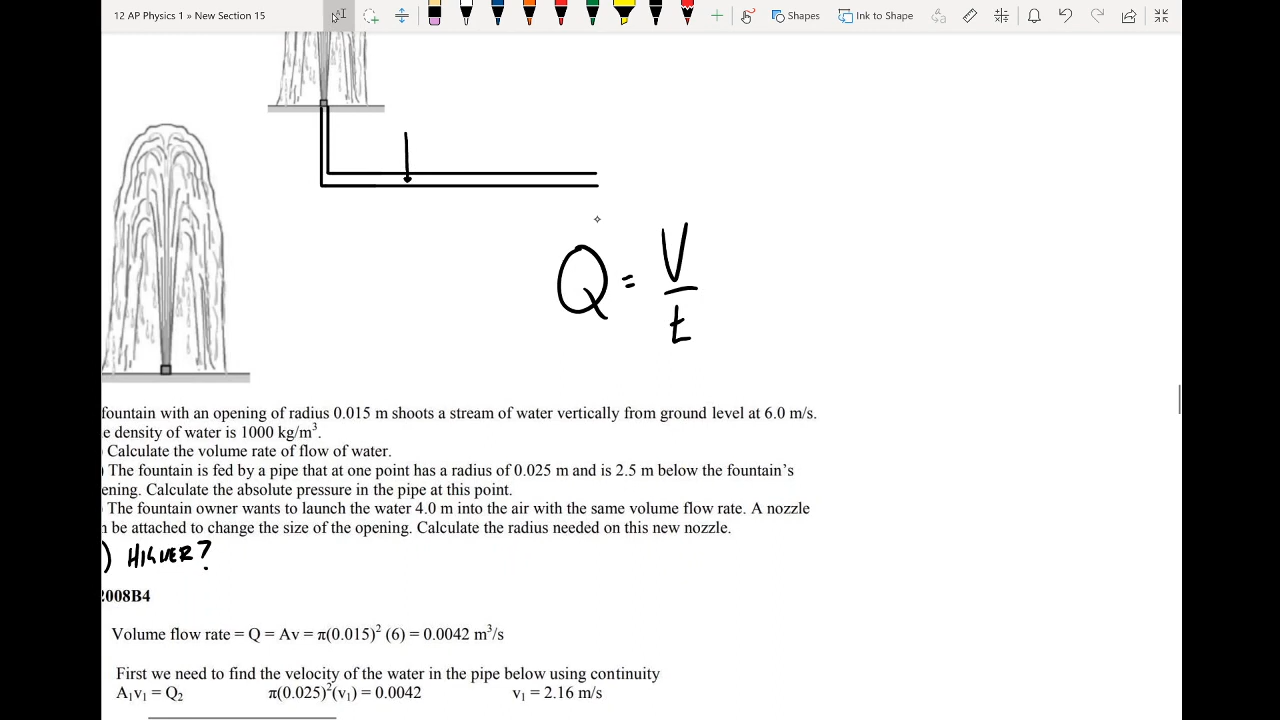 12 AP Physics 1 » New Section 15
Shapes
Ink to Shape
Q = V
t
fountain with an opening of radius 0.015 m shoots a stream of water vertically from ground level at 6.0 m/s.
e density of water is 1000 kg/m³.
Calculate the volume rate of flow of water.
) The fountain is fed by a pipe that at one point has a radius of 0.025 m and is 2.5 m below the fountain’s
ening. Calculate the absolute pressure in the pipe at this point.
The fountain owner wants to launch the water 4.0 m into the air with the same volume flow rate. A nozzle
n be attached to change the size of the opening. Calculate the radius needed on this new nozzle.
) HIGHER?
2008B4
Volume flow rate = Q = Av = π(0.015)² (6) = 0.0042 m³/s
First we need to find the velocity of the water in the pipe below using continuity
A₁v₁ = Q₂ π(0.025)²(v₁) = 0.0042 v₁ = 2.16 m/s